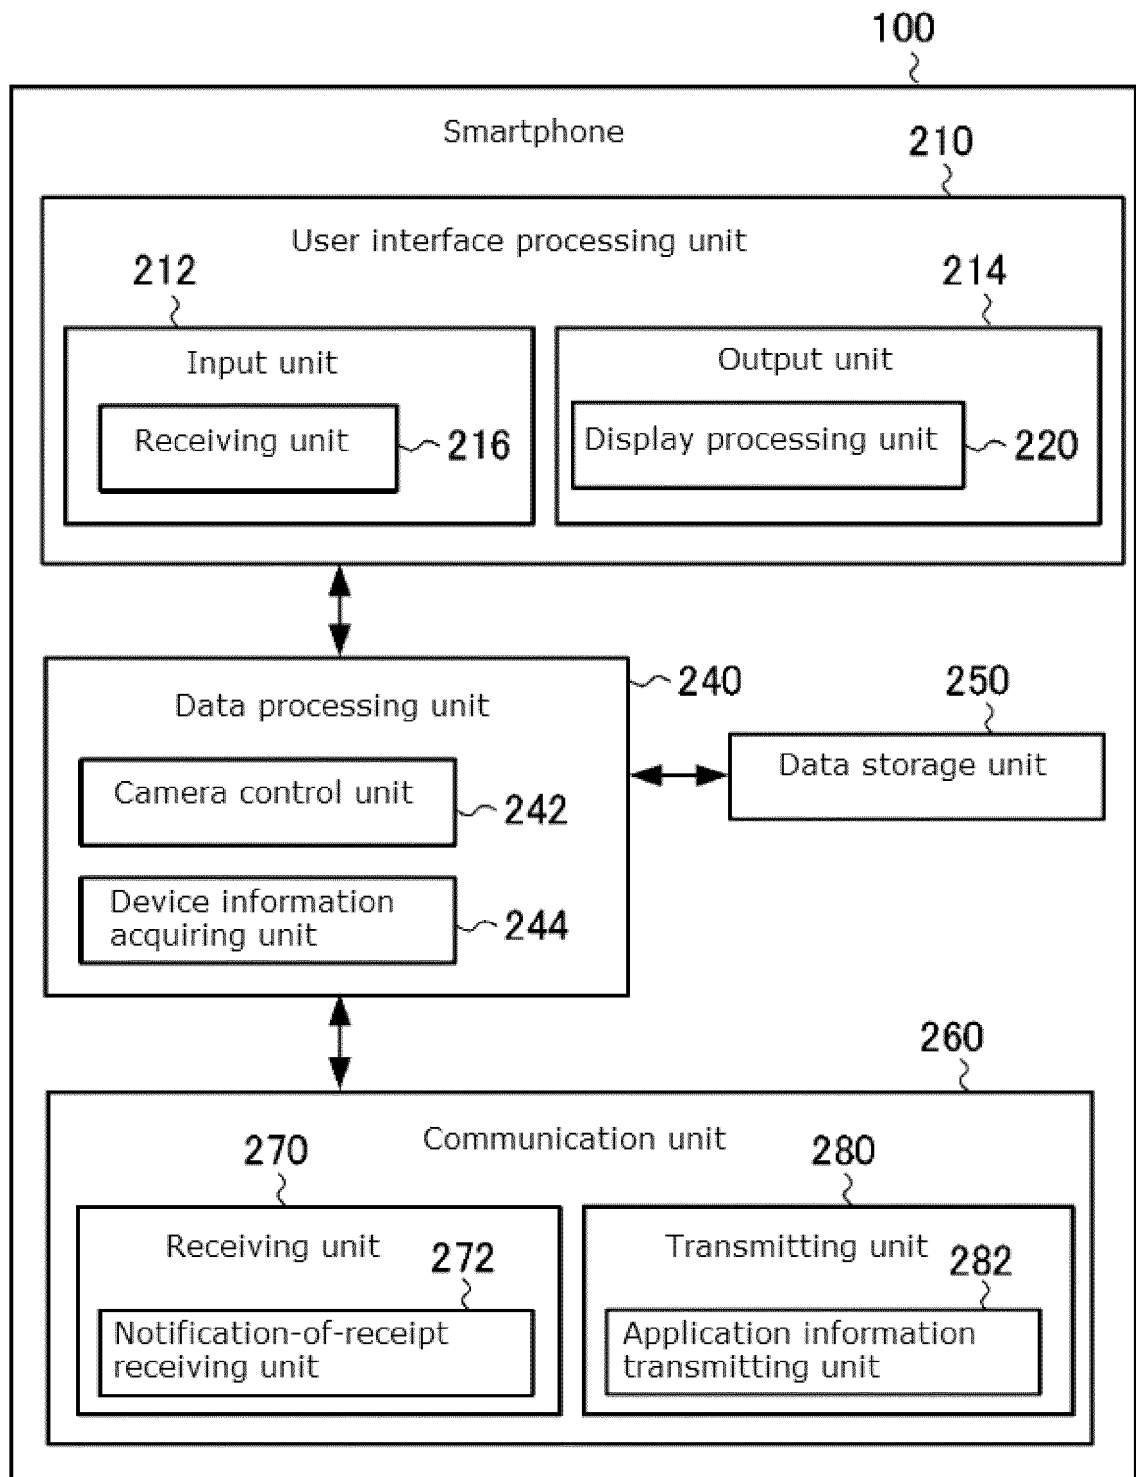 100
Smartphone
210
User interface processing unit
212
214
Input unit
Output unit
Receiving unit
216
Display processing unit
220
Data processing unit
240
250
Data storage unit
Camera control unit
242
Device information
acquiring unit
244
260
Communication unit
270
280
Receiving unit
272
Transmitting unit
282
Notification-of-receipt
receiving unit
Application information
transmitting unit